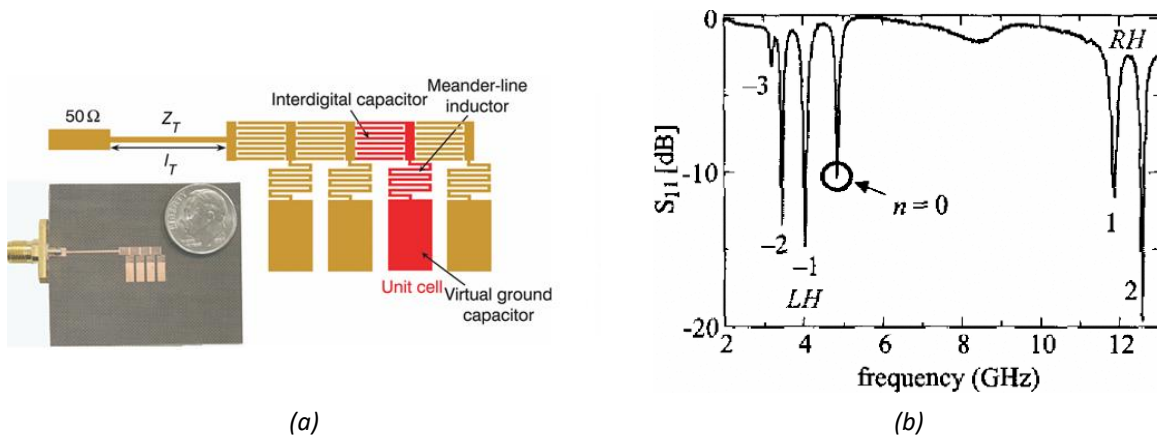 Interdigital capacitor
Meander-line
inductor
50 Ω
Z_T
l_T
Unit cell
Virtual ground
capacitor
(a)
0
-10
-20
S₁₁ [dB]
-3
-2
-1
LH
n = 0
RH
1
2
2 4 6 8 10 12
frequency (GHz)
(b)